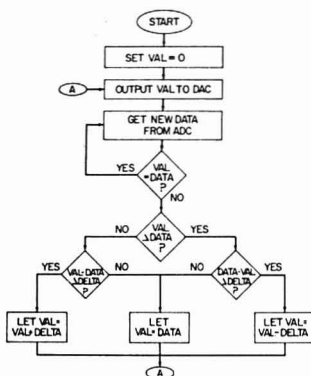 START
SET VAL = 0
A
OUTPUT VAL TO DAC
GET NEW DATA
FROM ADC
YES
VAL
=DATA
?
NO
NO
VAL
>DATA
?
YES
YES
VAL-DATA
>DELTA
?
NO
NO
DATA-VAL
>DELTA
?
YES
LET VAL=
VAL+DELTA
LET
VAL=DATA
LET VAL=
VAL-DELTA
A